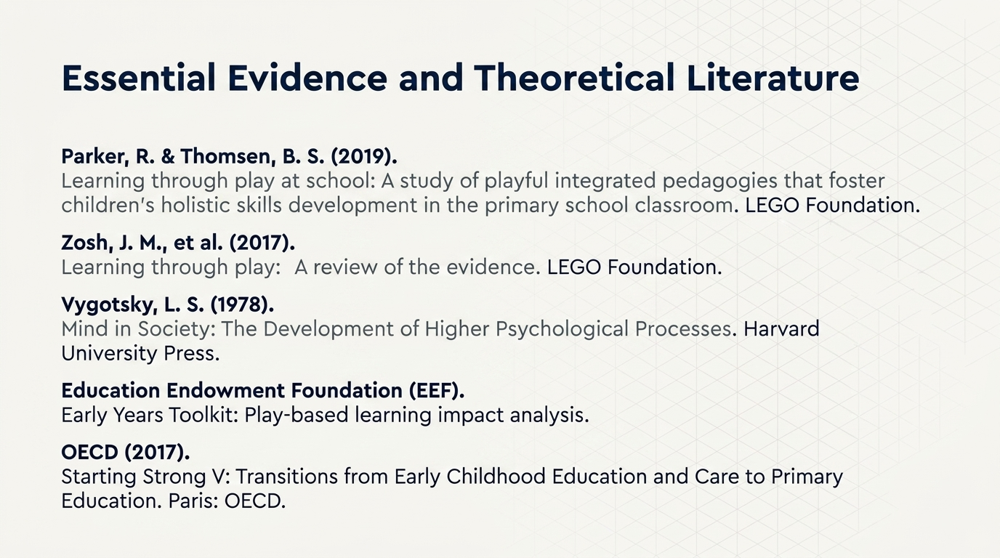 Essential Evidence and Theoretical Literature
Parker, R. & Thomsen, B. S. (2019).
Learning through play at school: A study of playful integrated pedagogies that foster
children's holistic skills development in the primary school classroom. LEGO Foundation.
Zosh, J. M., et al. (2017).
Learning through play: A review of the evidence. LEGO Foundation.
Vygotsky, L. S. (1978).
Mind in Society: The Development of Higher Psychological Processes. Harvard
University Press.
Education Endowment Foundation (EEF).
Early Years Toolkit: Play-based learning impact analysis.
OECD (2017).
Starting Strong V: Transitions from Early Childhood Education and Care to Primary
Education. Paris: OECD.